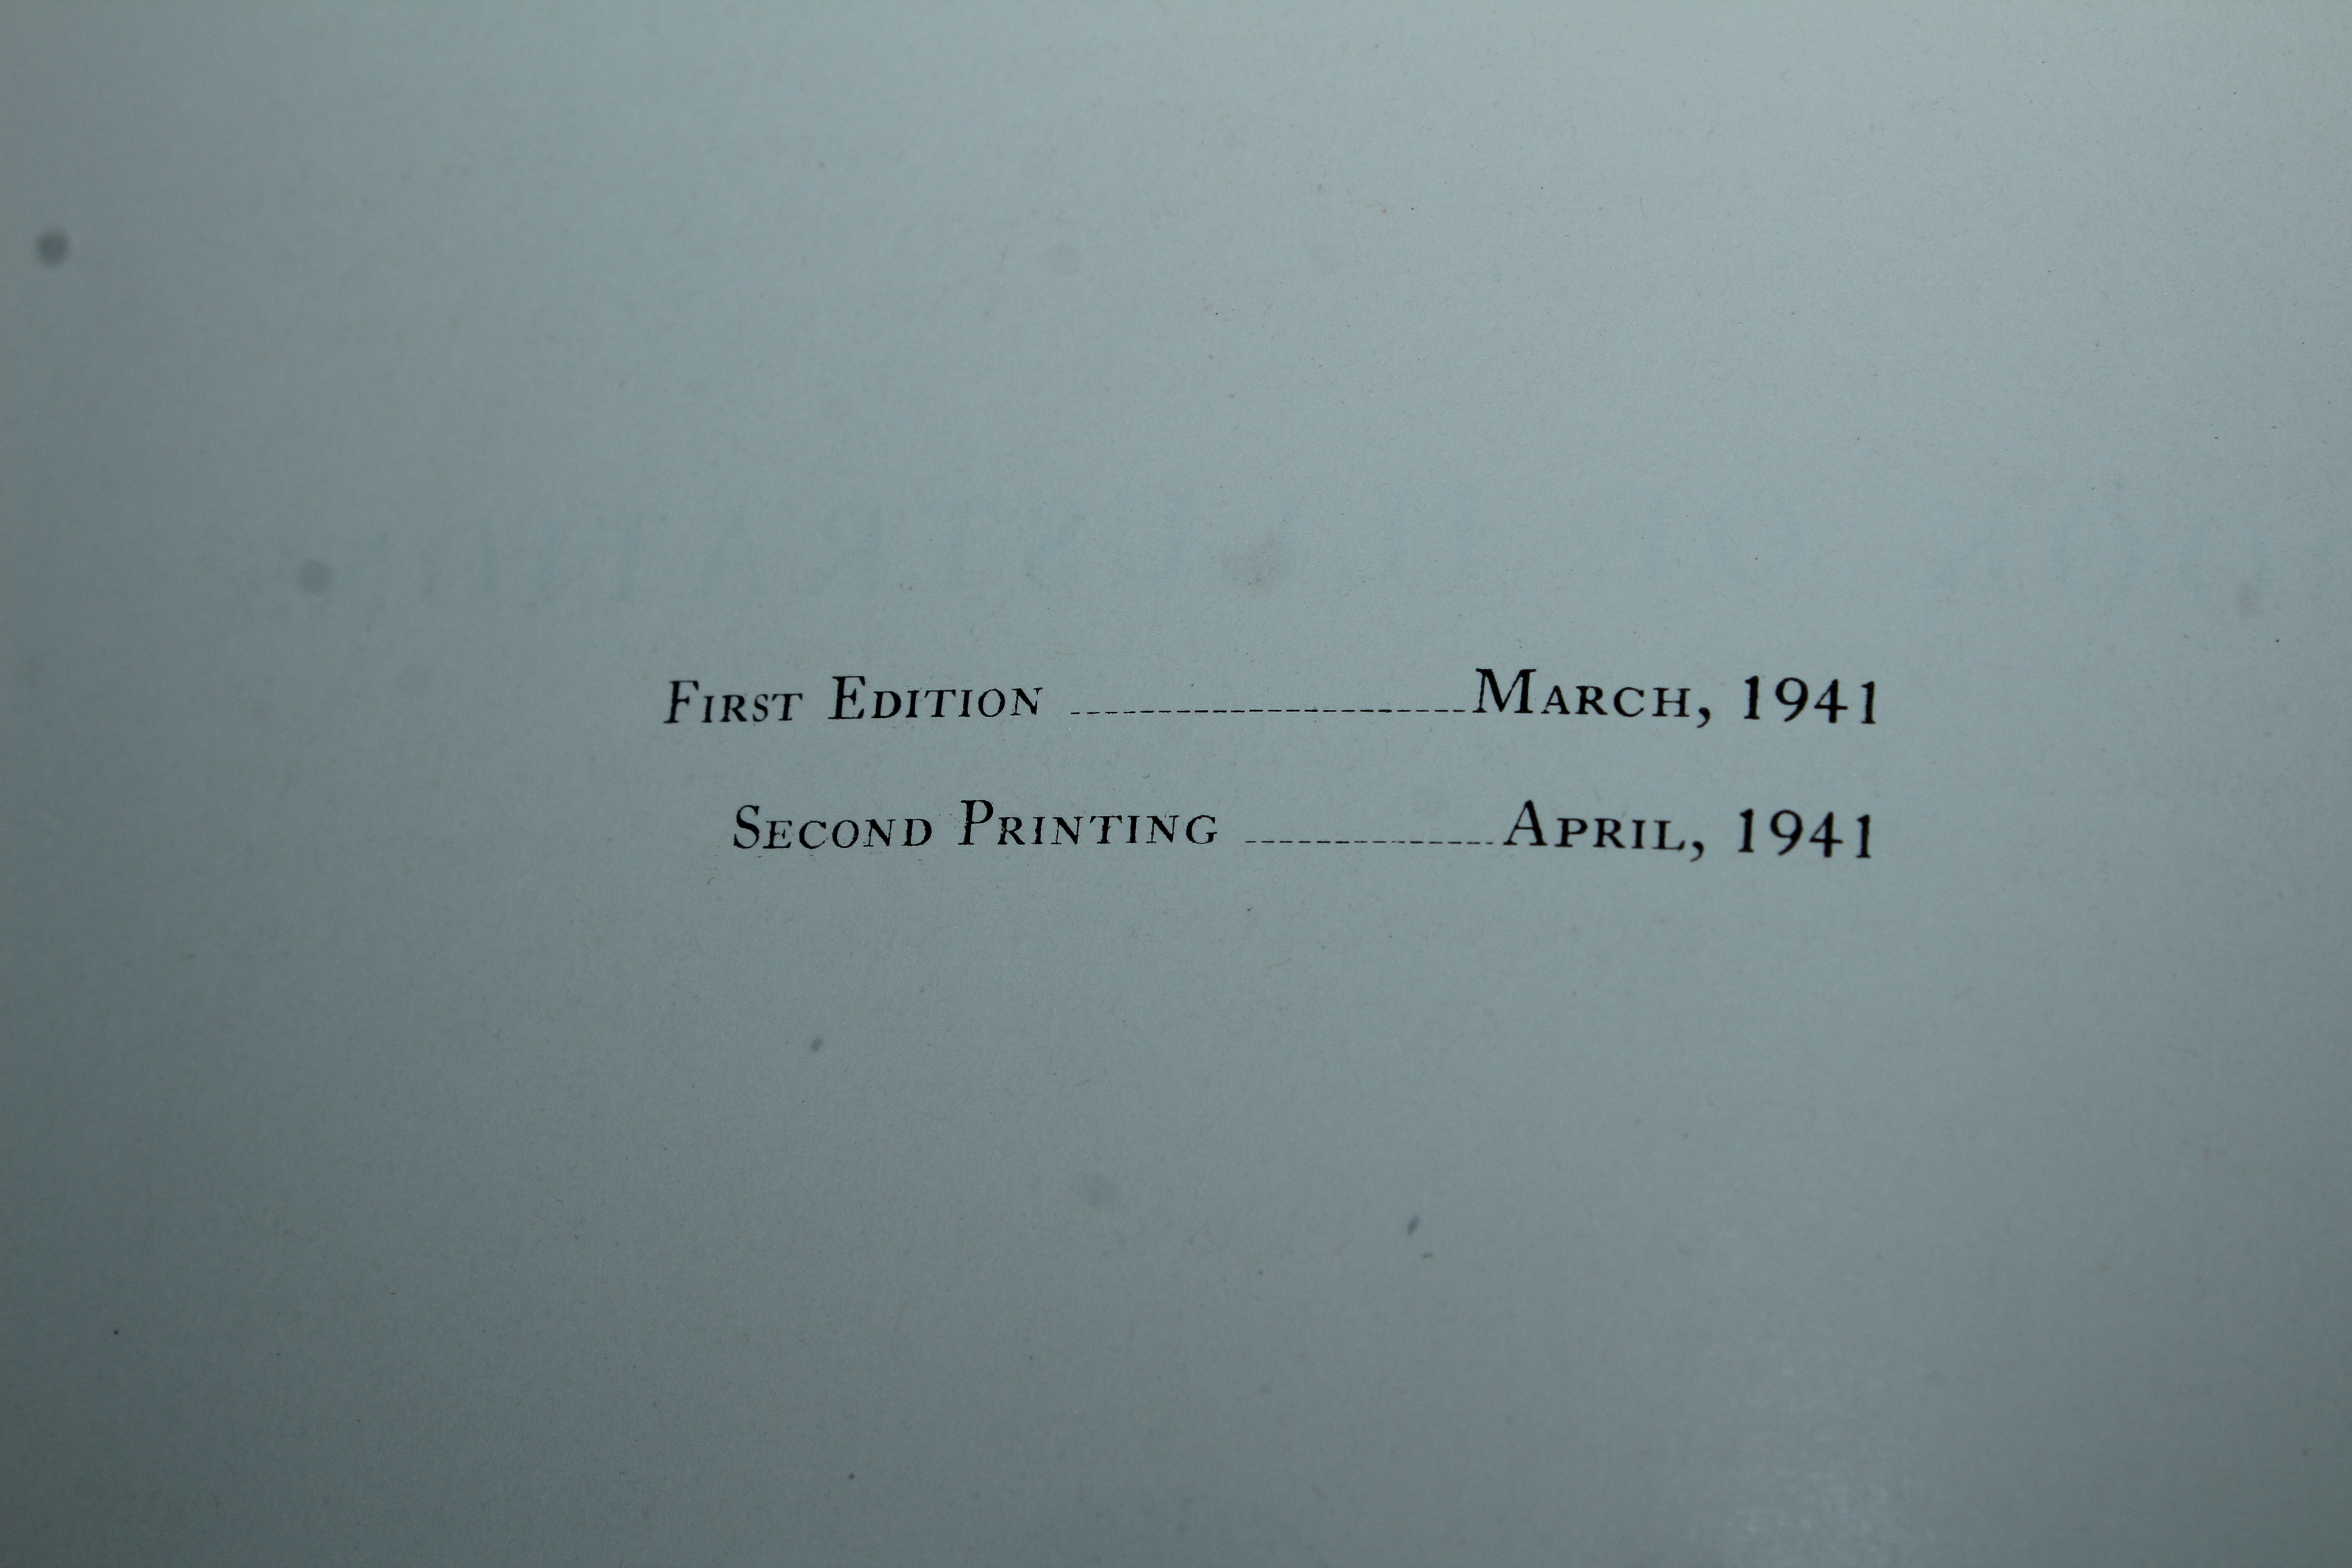 First Edition ......................March, 1941
Second Printing ..............April, 1941